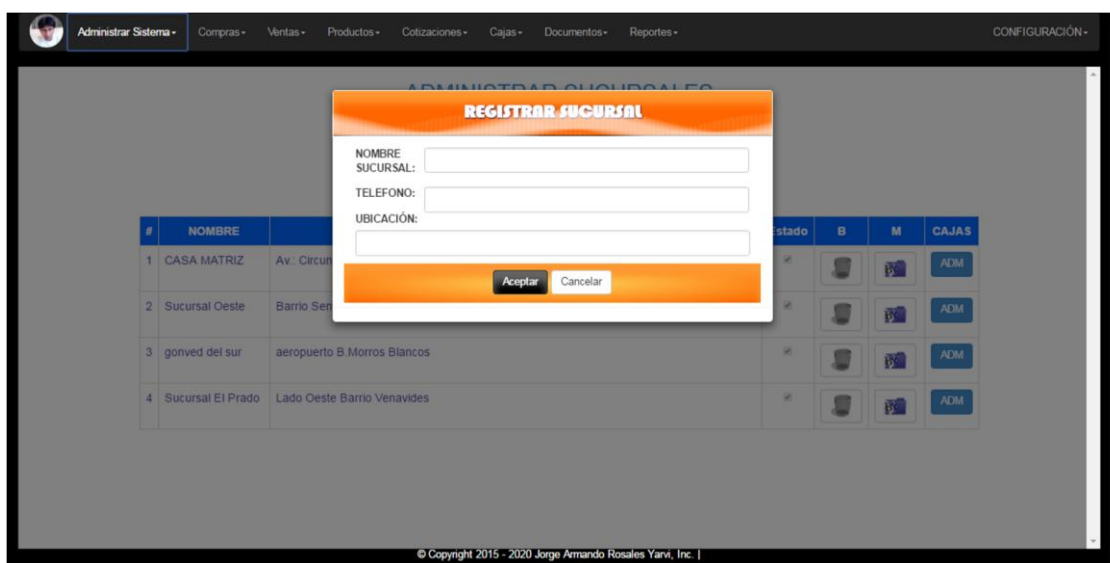 Administrar Sistema Compras Ventas Productos Cotizaciones Cajas Documentos Reportes CONFIGURACIÓN
ADMINISTRAR SUCURSALES
REGISTRAR SUCURSAL
NOMBRE
SUCURSAL:
TELEFONO:
UBICACIÓN:
Aceptar Cancelar
# NOMBRE Estado B M CAJAS
1 CASA MATRIZ Av.: Circun ADM
2 Sucursal Oeste Barrio Sen ADM
3 gonved del sur aeropuerto B.Morros Blancos ADM
4 Sucursal El Prado Lado Oeste Barrio Venavides ADM
© Copyright 2015 - 2020 Jorge Armando Rosales Yarvi, Inc. |